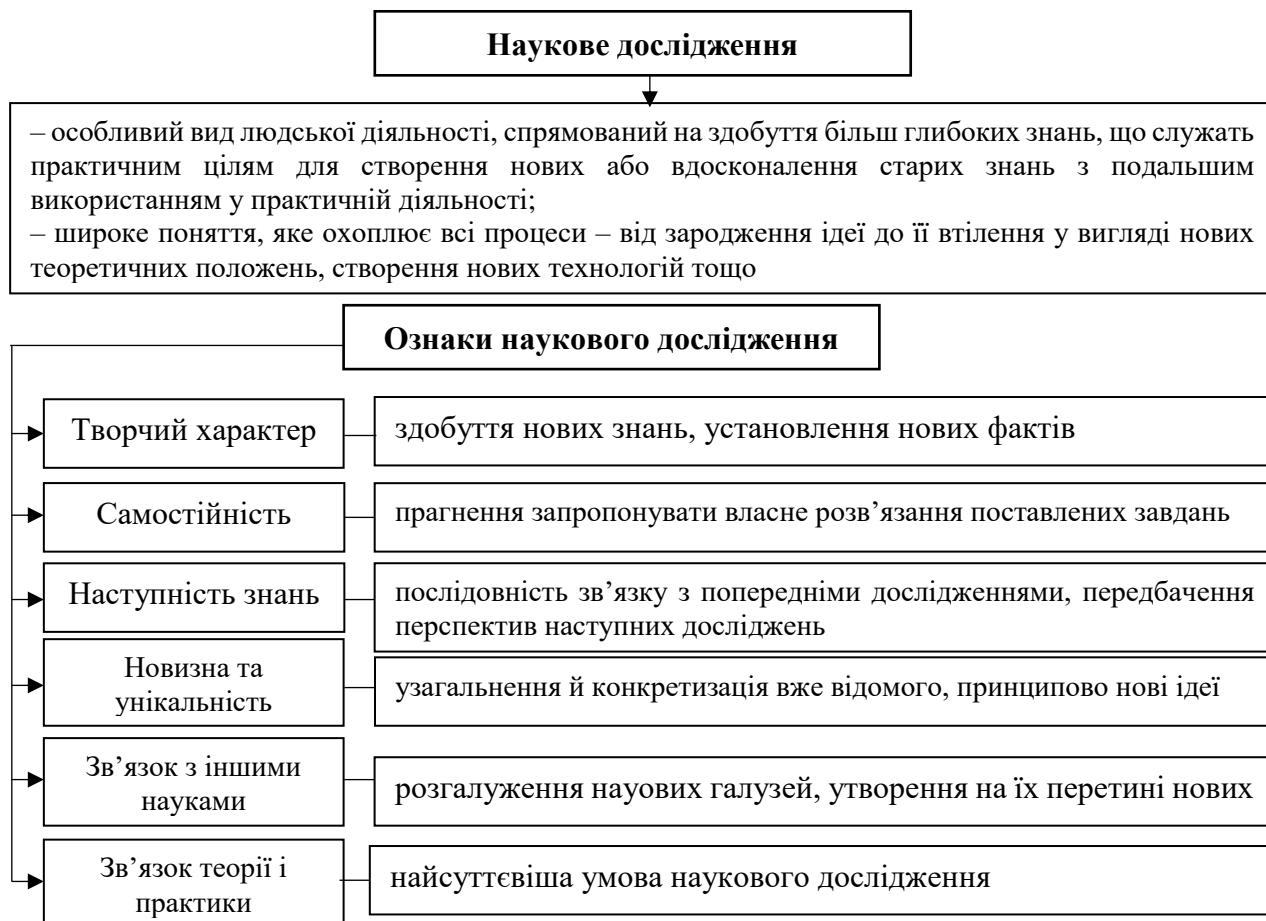 Наукове дослідження
– особливий вид людської діяльності, спрямований на здобуття більш глибоких знань, що служать
практичним цілям для створення нових або вдосконалення старих знань з подальшим
використанням у практичній діяльності;
– широке поняття, яке охоплює всі процеси – від зародження ідеї до її втілення у вигляді нових
теоретичних положень, створення нових технологій тощо
Ознаки наукового дослідження
Творчий характер
здобуття нових знань, установлення нових фактів
Самостійність
прагнення запропонувати власне розв’язання поставлених завдань
Наступність знань
послідовність зв’язку з попередніми дослідженнями, передбачення
перспектив наступних досліджень
Новизна та
унікальність
узагальнення й конкретизація вже відомого, принципово нові ідеї
Зв’язок з іншими
науками
розгалуження науових галузей, утворення на їх перетині нових
Зв’язок теорії і
практики
найсуттєвіша умова наукового дослідження